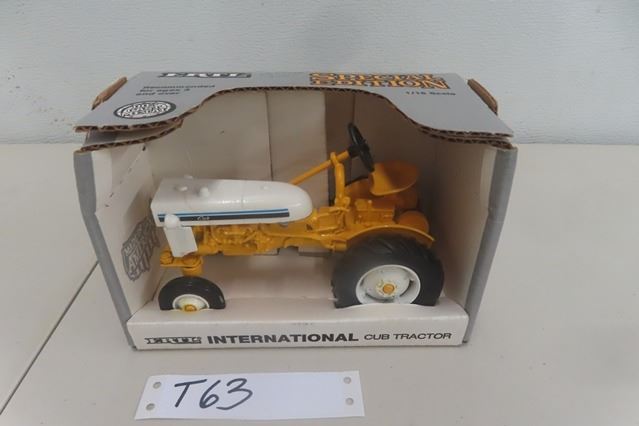 ERTL
SPECIAL
EDITION
Recommended
for ages 3
and over
1/16 Scale
Cub
ERTL INTERNATIONAL CUB TRACTOR
T63